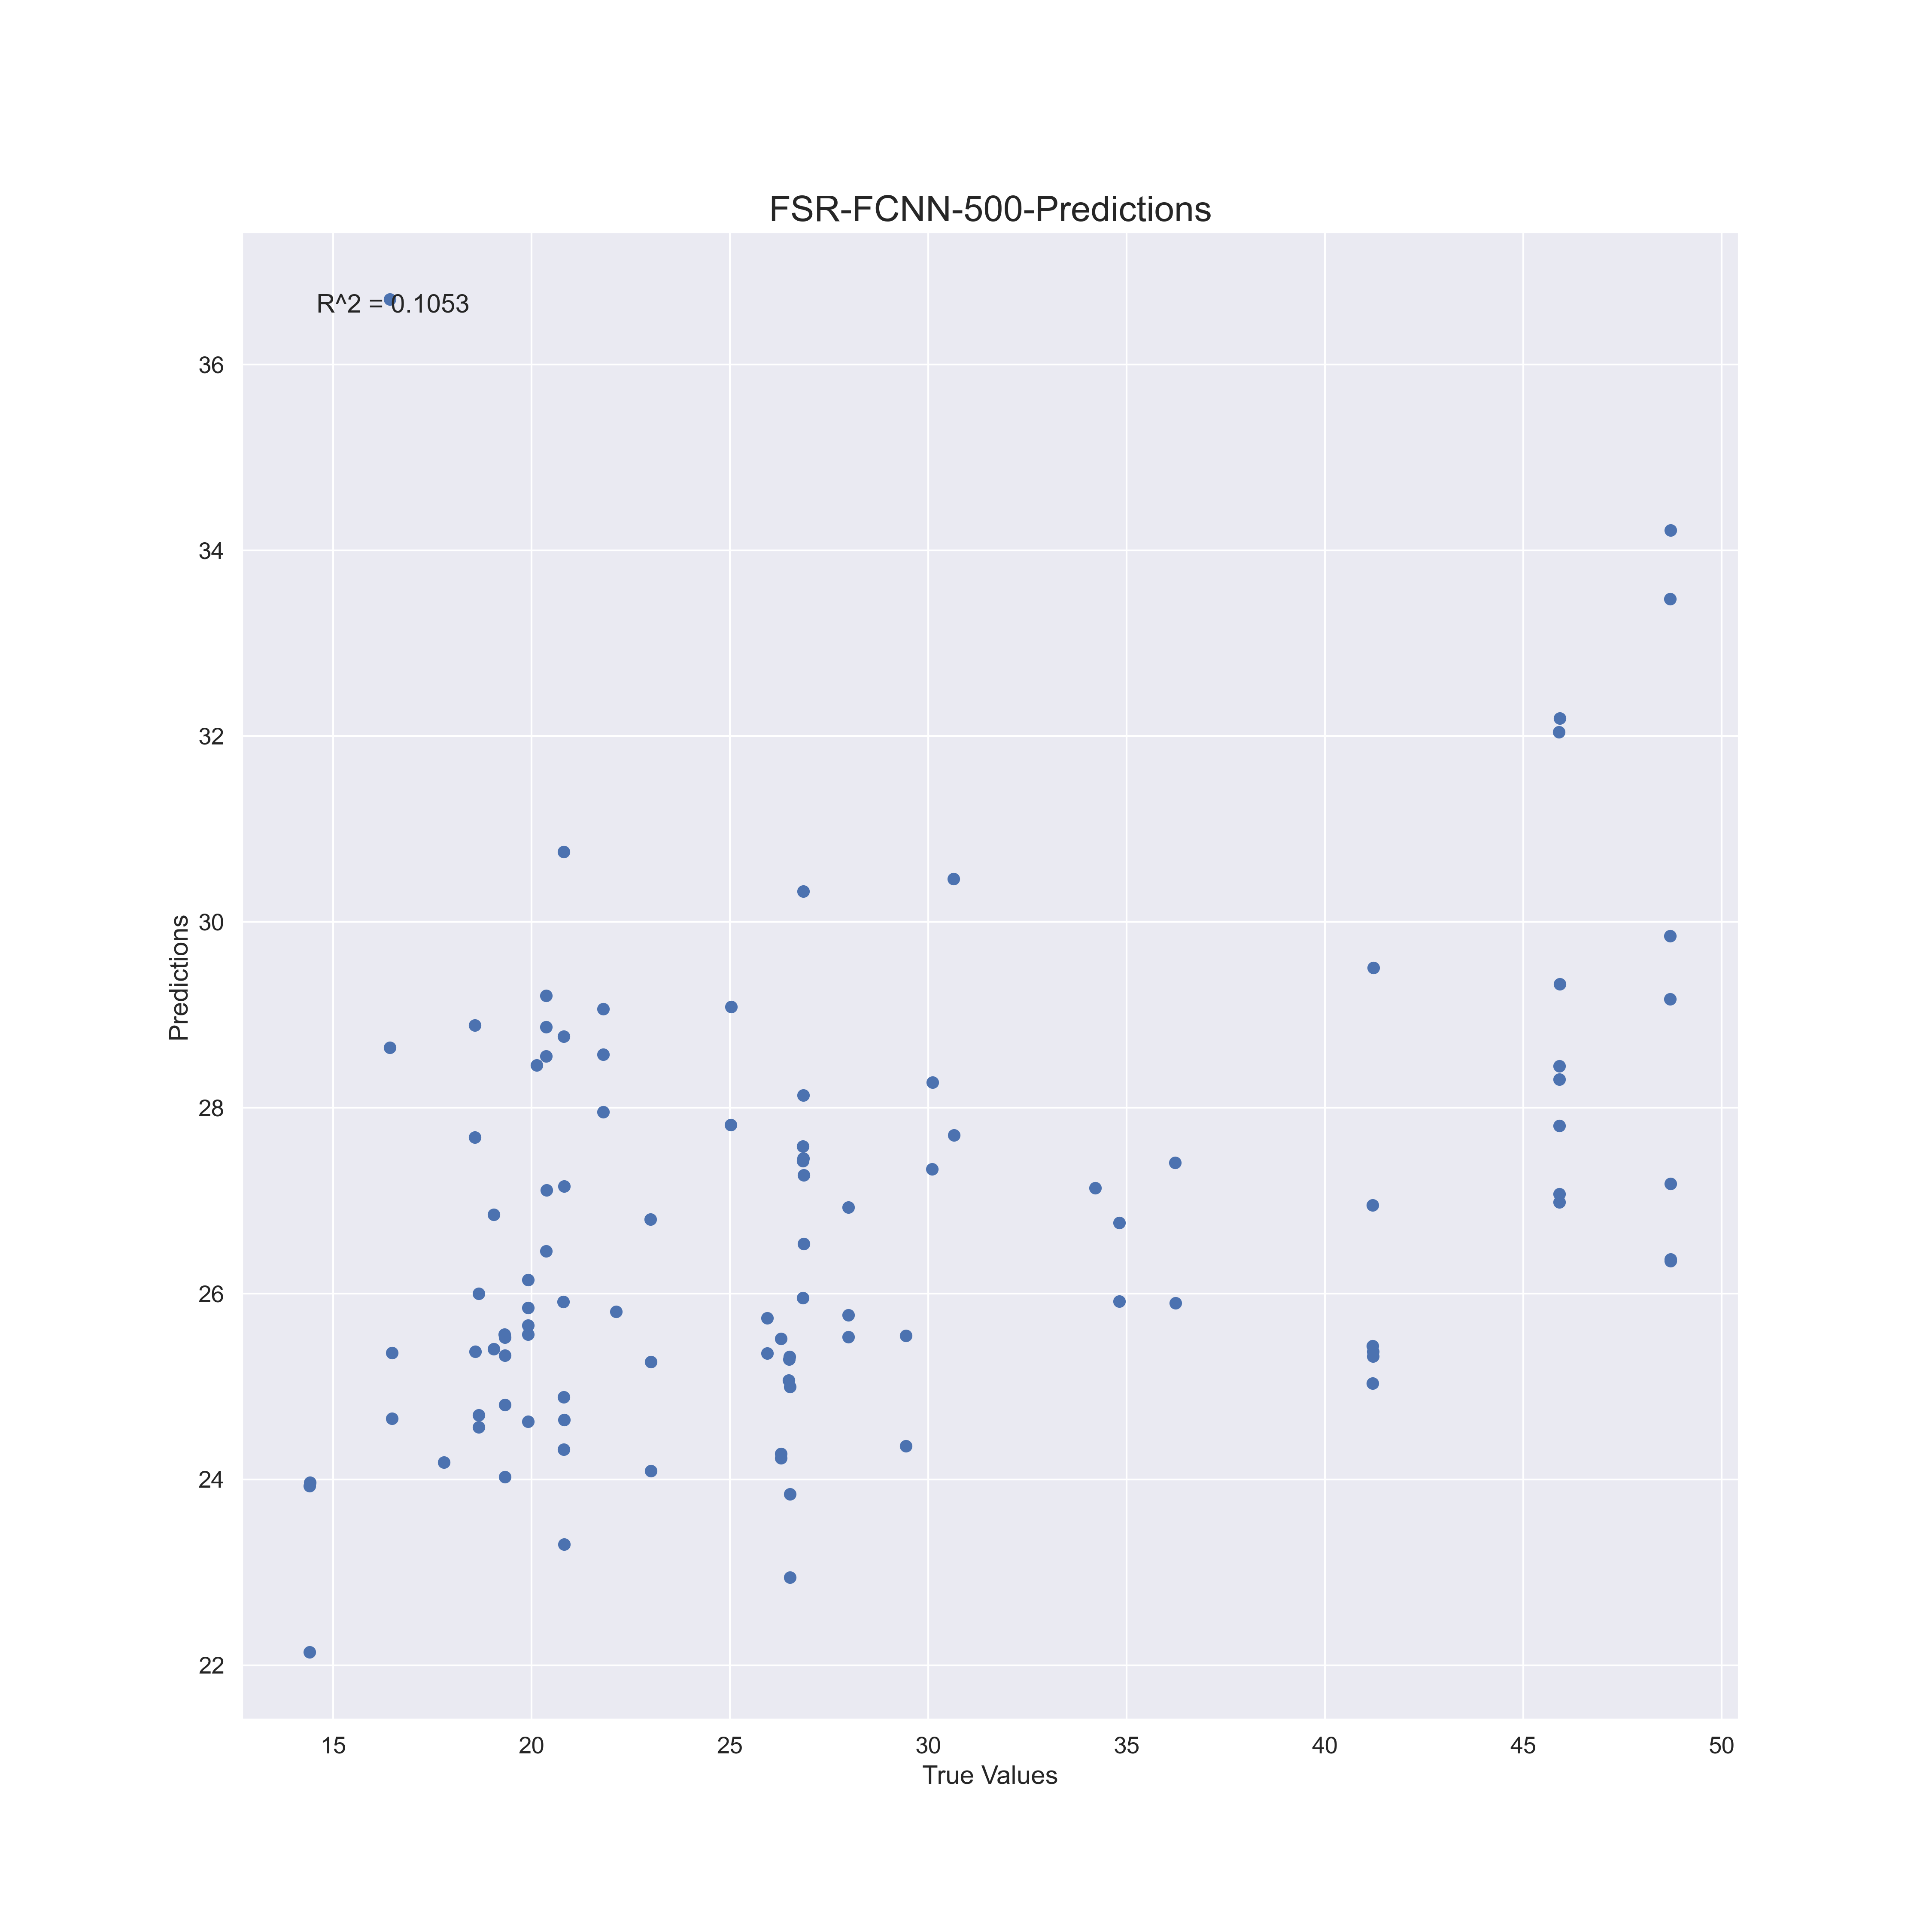 FSR-FCNN-500-Predictions
R^2 = 0.1053
36
34
32
30
28
26
24
22
Predictions
15 20 25 30 35 40 45 50
True Values